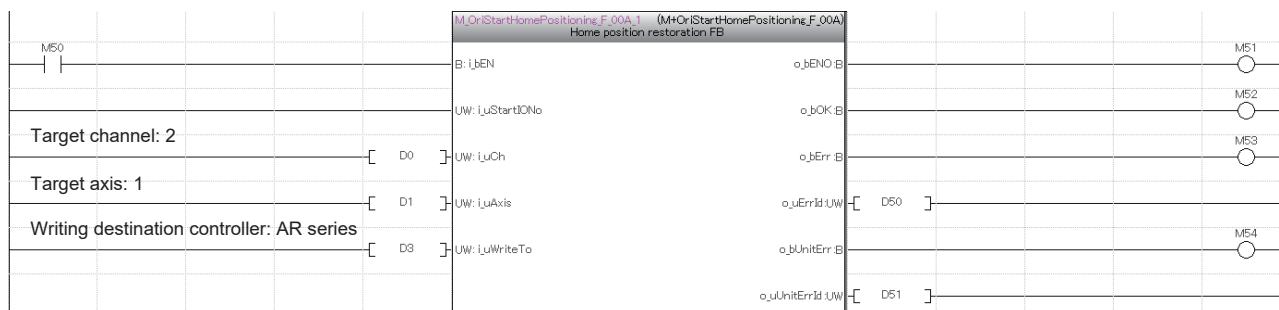 M_OriStartHomePositioning_F_00A_1 (M+OriStartHomePositioning_F_00A)
Home position restoration FB
M50
B: i_bEN
o_bENO :B
M51
UW: i_uStartIONo
o_bOK :B
M52
Target channel: 2
D0
UW: i_uCh
o_bErr :B
M53
Target axis: 1
D1
UW: i_uAxis
o_uErrId :UW
D50
Writing destination controller: AR series
D3
UW: i_uWriteTo
o_bUnitErr :B
M54
o_uUnitErrId :UW
D51